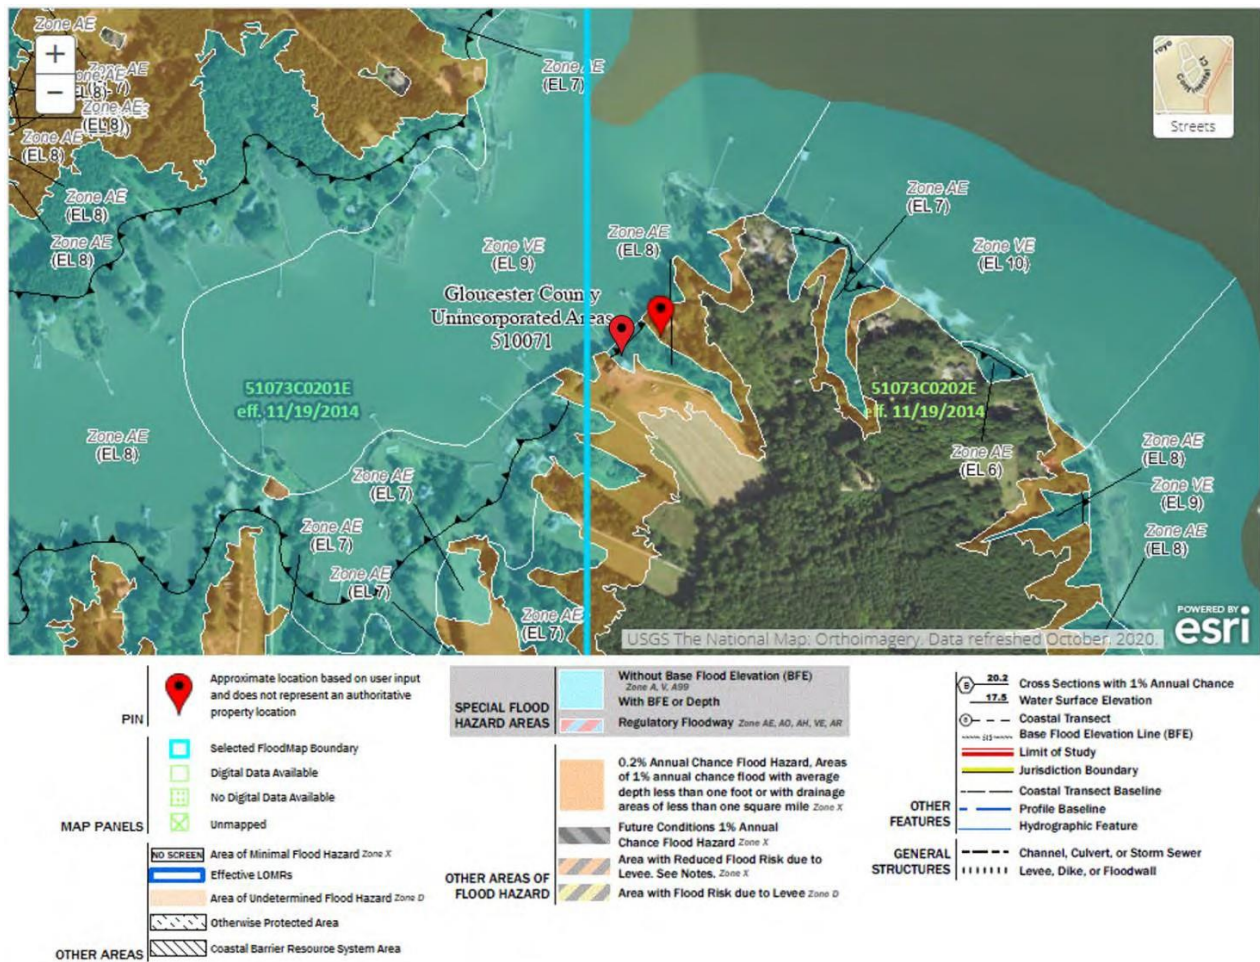 Zone AE
Zone AE
(EL 7)
(EL 8)
(EL 8)
Zone AE
(EL 8)
Zone AE
(EL 8)
Zone AE
(EL 8)
Zone AE
(EL 7)
Zone VE
(EL 9)
Zone AE
(EL 8)
Zone AE
(EL 7)
Zone VE
(EL 10)
royo
Continental Ct
Streets
Gloucester County
Unincorporated Areas
510071
51073C0201E
eff. 11/19/2014
51073C0202E
eff. 11/19/2014
Zone AE
(EL 8)
Zone AE
(EL 7)
Zone AE
(EL 7)
Zone AE
(EL 7)
Zone AE
(EL 7)
Zone AE
(EL 6)
Zone AE
(EL 8)
Zone VE
(EL 9)
Zone AE
(EL 8)
POWERED BY
esri
USGS The National Map: Orthoimagery. Data refreshed October, 2020.
PIN
Approximate location based on user input
and does not represent an authoritative
property location
MAP PANELS
Selected FloodMap Boundary
Digital Data Available
No Digital Data Available
Unmapped
OTHER AREAS
NO SCREEN Area of Minimal Flood Hazard Zone X
Effective LOMRs
Area of Undetermined Flood Hazard Zone D
Otherwise Protected Area
Coastal Barrier Resource System Area
SPECIAL FLOOD
HAZARD AREAS
Without Base Flood Elevation (BFE)
Zone A, V, A99
With BFE or Depth
Regulatory Floodway Zone AE, AO, AH, VE, AR
OTHER AREAS OF
FLOOD HAZARD
0.2% Annual Chance Flood Hazard, Areas
of 1% annual chance flood with average
depth less than one foot or with drainage
areas of less than one square mile Zone X
Future Conditions 1% Annual
Chance Flood Hazard Zone X
Area with Reduced Flood Risk due to
Levee. See Notes. Zone X
Area with Flood Risk due to Levee Zone D
OTHER
FEATURES
20.2 Cross Sections with 1% Annual Chance
17.5 Water Surface Elevation
Coastal Transect
Base Flood Elevation Line (BFE)
Limit of Study
Jurisdiction Boundary
Coastal Transect Baseline
Profile Baseline
Hydrographic Feature
GENERAL
STRUCTURES
Channel, Culvert, or Storm Sewer
Levee, Dike, or Floodwall